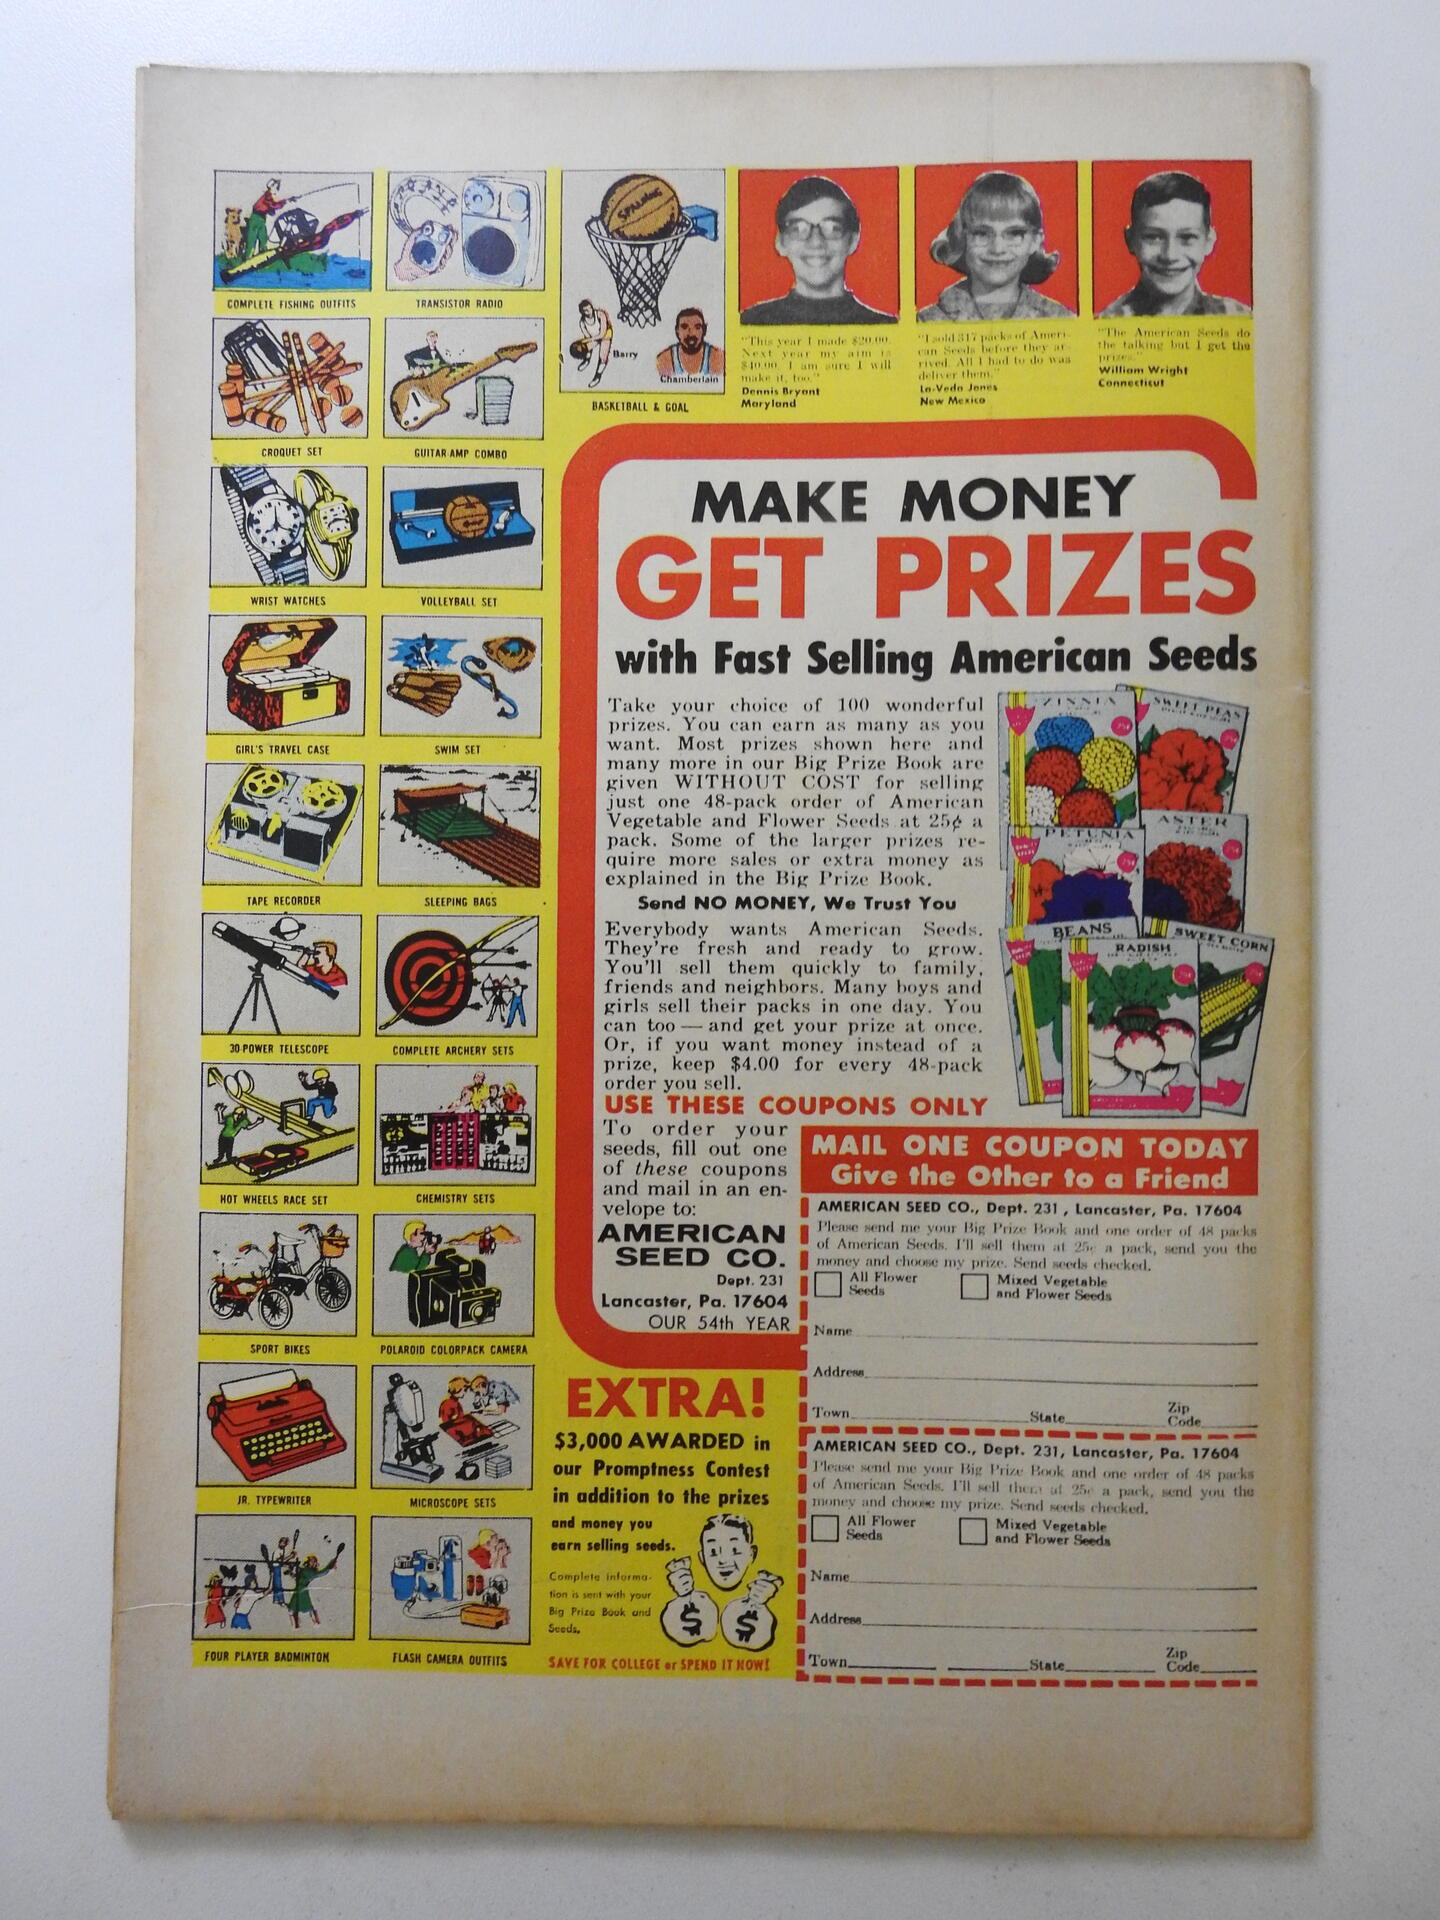 COMPLETE FISHING OUTFITS
TRANSISTOR RADIO
CROQUET SET
GUITAR-AMP COMBO
WRIST WATCHES
VOLLEYBALL SET
GIRL'S TRAVEL CASE
SWIM SET
TAPE RECORDER
SLEEPING BAGS
30-POWER TELESCOPE
COMPLETE ARCHERY SETS
HOT WHEELS RACE SET
CHEMISTRY SETS
SPORT BIKES
POLAROID COLORPACK CAMERA
JR. TYPEWRITER
MICROSCOPE SETS
FOUR PLAYER BADMINTON
FLASH CAMERA OUTFITS
SPALDING
Barry
Chamberlain
BASKETBALL & GOAL
"This year I made $20.00.
Next year my aim is
$40.00. I am sure I will
make it, too."
Dennis Bryant
Maryland
"I sold 317 packs of Ameri-
can Seeds before they ar-
rived. All I had to do was
deliver them."
La-Veda Jones
New Mexico
"The American Seeds do
the talking but I get the
prizes."
William Wright
Connecticut
MAKE MONEY
GET PRIZES
with Fast Selling American Seeds
Take your choice of 100 wonderful
prizes. You can earn as many as you
want. Most prizes shown here and
many more in our Big Prize Book are
given WITHOUT COST for selling
just one 48-pack order of American
Vegetable and Flower Seeds at 25¢ a
pack. Some of the larger prizes re-
quire more sales or extra money as
explained in the Big Prize Book.
Send NO MONEY, We Trust You
Everybody wants American Seeds.
They're fresh and ready to grow.
You'll sell them quickly to family,
friends and neighbors. Many boys and
girls sell their packs in one day. You
can too — and get your prize at once.
Or, if you want money instead of a
prize, keep $4.00 for every 48-pack
order you sell.
USE THESE COUPONS ONLY
To order your
seeds, fill out one
of these coupons
and mail in an en-
velope to:
AMERICAN
SEED CO.
Dept. 231
Lancaster, Pa. 17604
OUR 54th YEAR
ZINNIA
SWEET PEAS
PETUNIA
ASTER
BEANS
RADISH
SWEET CORN
MAIL ONE COUPON TODAY
Give the Other to a Friend
AMERICAN SEED CO., Dept. 231, Lancaster, Pa. 17604
Please send me your Big Prize Book and one order of 48 packs
of American Seeds. I'll sell them at 25¢ a pack, send you the
money and choose my prize. Send seeds checked.
All Flower
Seeds
Mixed Vegetable
and Flower Seeds
Name
Address
Town State Zip Code
AMERICAN SEED CO., Dept. 231, Lancaster, Pa. 17604
Please send me your Big Prize Book and one order of 48 packs
of American Seeds. I'll sell them at 25¢ a pack, send you the
money and choose my prize. Send seeds checked.
All Flower
Seeds
Mixed Vegetable
and Flower Seeds
Name
Address
Town State Zip Code
EXTRA!
$3,000 AWARDED in
our Promptness Contest
in addition to the prizes
and money you
earn selling seeds.
Complete informa-
tion is sent with your
Big Prize Book and
Seeds.
$ $
SAVE FOR COLLEGE or SPEND IT NOW!